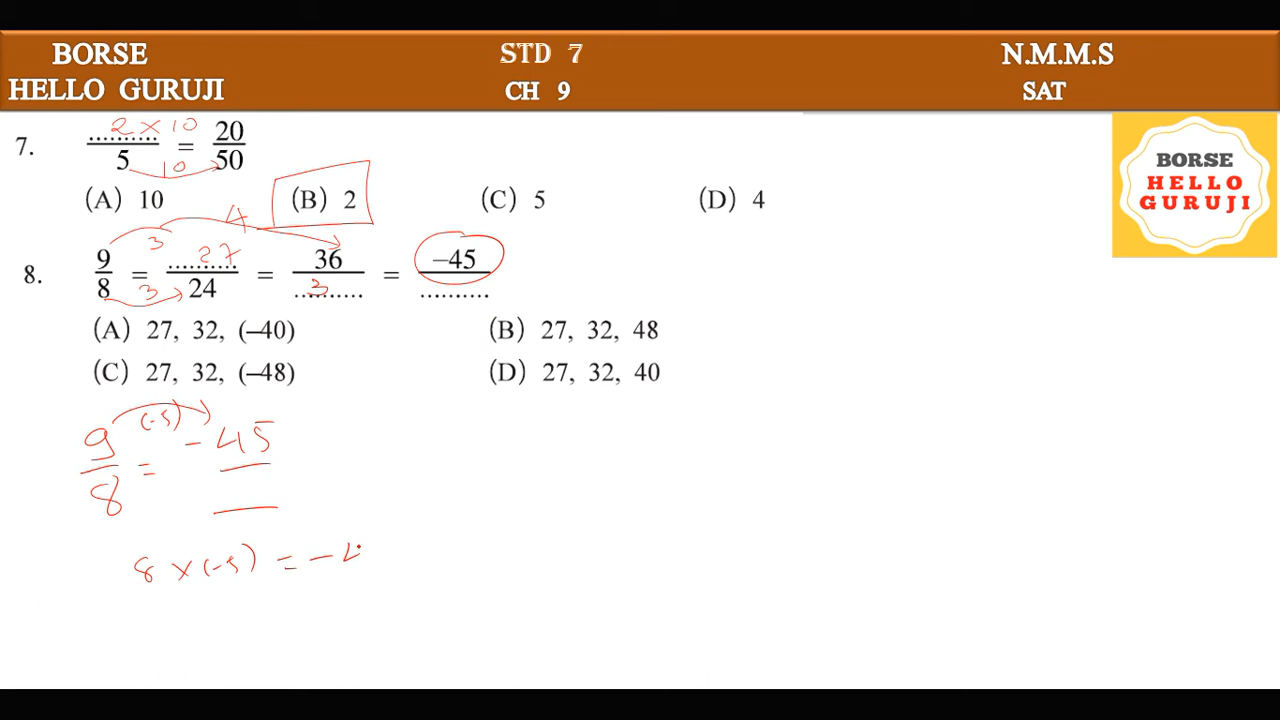 BORSE STD 7 N.M.M.S
HELLO GURUJI CH 9 SAT
BORSE
HELLO
GURUJI
2 × 10
7. .......... / 5 = 20 / 50
10
(A) 10 (B) 2 (C) 5 (D) 4
3 4
27
8. 9 / 8 = .......... / 24 = 36 / .......... = –45 / ..........
3 3
(A) 27, 32, (–40) (B) 27, 32, 48
(C) 27, 32, (–48) (D) 27, 32, 40
(-5)
9 / 8 = - 45
8 × (-5) = - 4